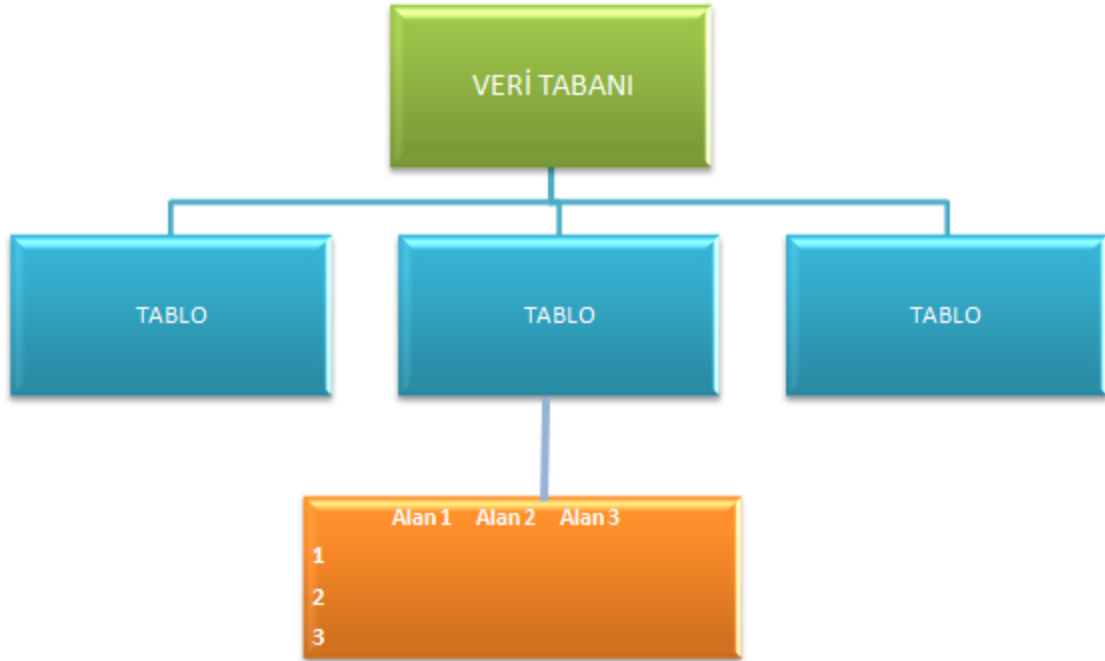 VERİ TABANI
TABLO
TABLO
TABLO
Alan 1 Alan 2 Alan 3
1
2
3